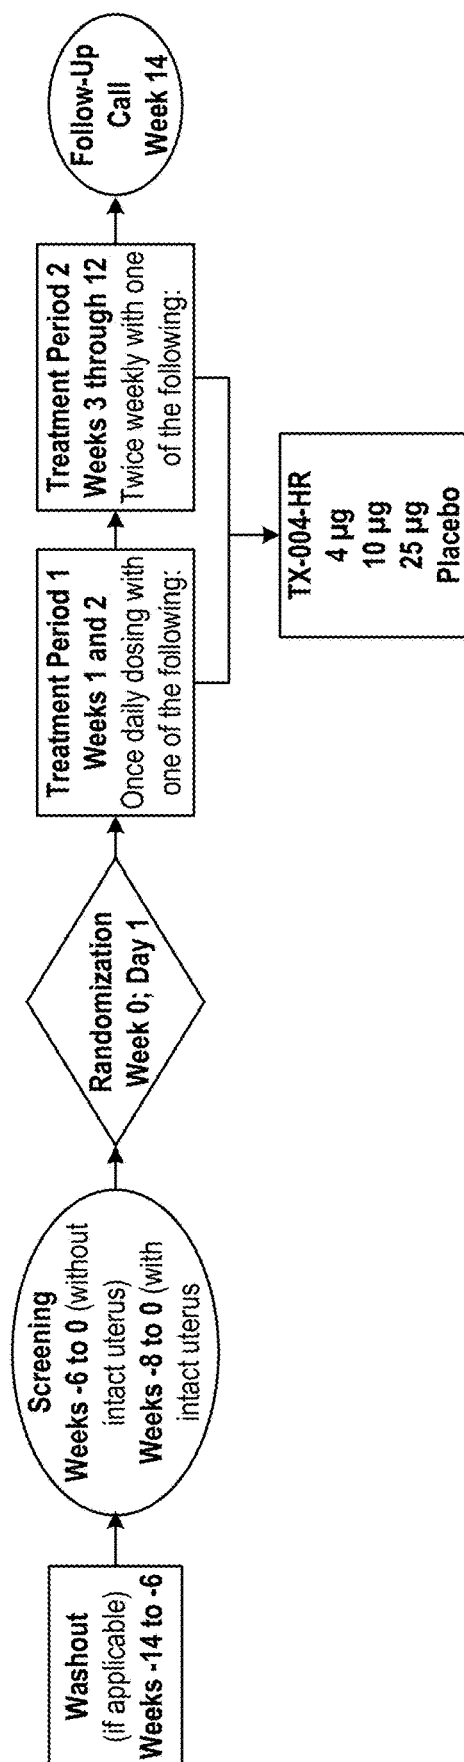 Washout
(if applicable)
Weeks -14 to -6
Screening
Weeks -6 to 0 (without
intact uterus)
Weeks -8 to 0 (with
intact uterus
Randomization
Week 0; Day 1
Treatment Period 1
Weeks 1 and 2
Once daily dosing with
one of the following:
Treatment Period 2
Weeks 3 through 12
Twice weekly with one
of the following:
Follow-Up
Call
Week 14
TX-004-HR
4 µg
10 µg
25 µg
Placebo